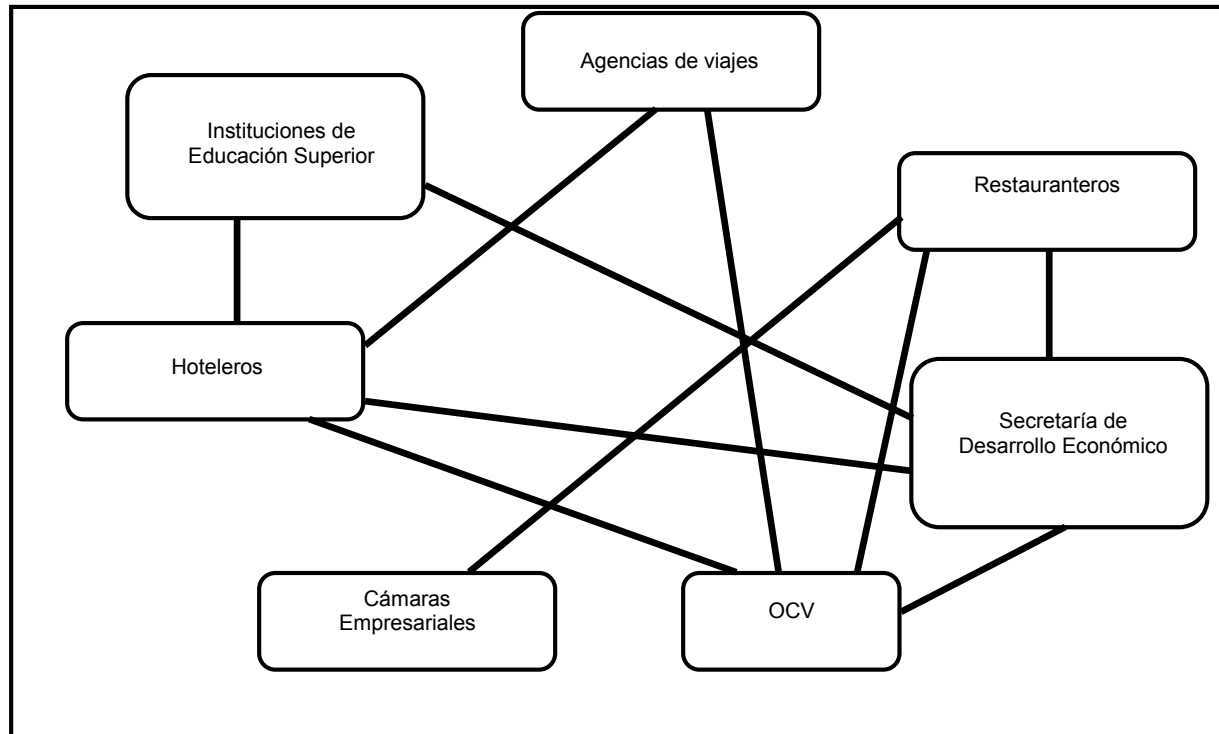 Agencias de viajes
Instituciones de
Educación Superior
Restauranteros
Hoteleros
Secretaría de
Desarrollo Económico
Cámaras
Empresariales
OCV